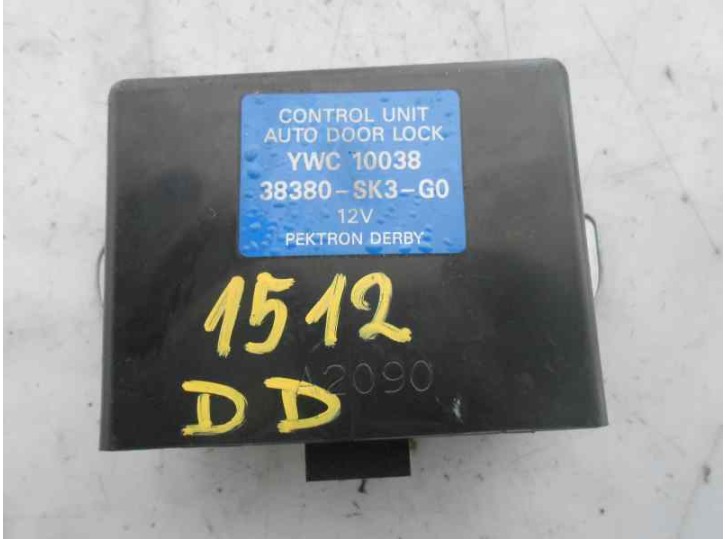 CONTROL UNIT
AUTO DOOR LOCK
YWC 10038
38380-SK3-G0
12V
PEKTRON DERBY
1512
A2090
DD